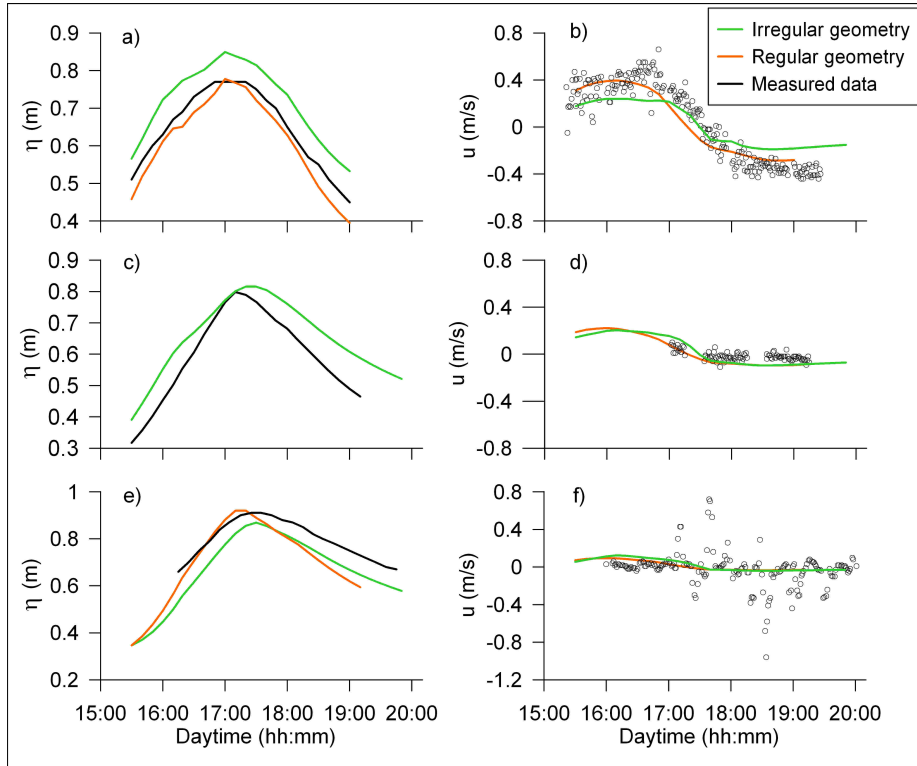 a)
η (m)
0.9
0.8
0.7
0.6
0.5
0.4
b)
u (m/s)
0.8
0.4
0
-0.4
-0.8
Irregular geometry
Regular geometry
Measured data
c)
η (m)
0.9
0.8
0.7
0.6
0.5
0.4
0.3
d)
u (m/s)
0.8
0.4
0
-0.4
-0.8
e)
η (m)
1
0.8
0.6
0.4
0.2
15:00 16:00 17:00 18:00 19:00 20:00
Daytime (hh:mm)
f)
u (m/s)
0.8
0.4
0
-0.4
-0.8
-1.2
15:00 16:00 17:00 18:00 19:00 20:00
Daytime (hh:mm)